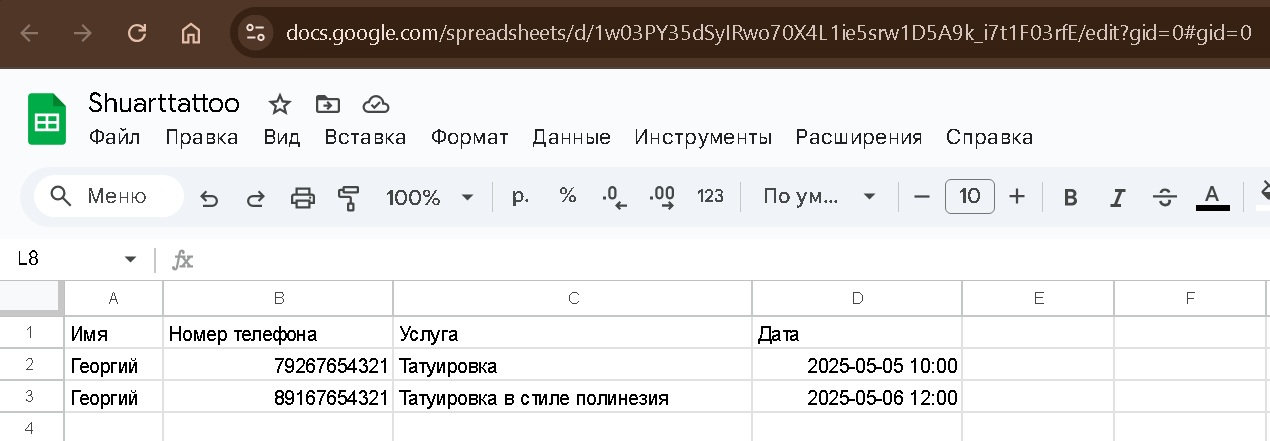 docs.google.com/spreadsheets/d/1w03PY35dSyIRwo70X4L1ie5srw1D5A9k_i7t1F03rfE/edit?gid=0#gid=0
Shuarttattoo
Файл Правка Вид Вставка Формат Данные Инструменты Расширения Справка
Меню 100% р. % .0 .00 123 По ум... 10 B I S A
L8 fx
A B C D E F
1 Имя Номер телефона Услуга Дата
2 Георгий 79267654321 Татуировка 2025-05-05 10:00
3 Георгий 89167654321 Татуировка в стиле полинезия 2025-05-06 12:00
4